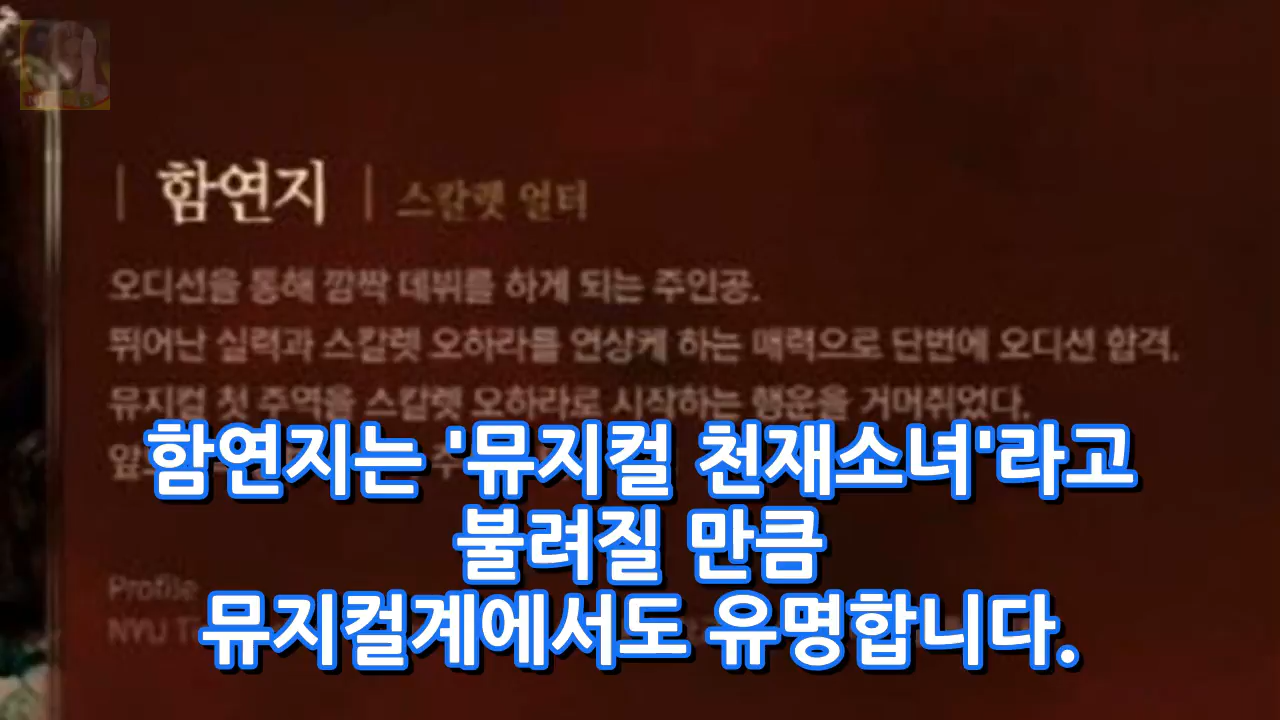 함연지 스칼렛 얼터
오디션을 통해 깜짝 데뷔를 하게 되는 주인공.
뛰어난 실력과 스칼렛 오하라를 연상케 하는 매력으로 단번에 오디션 합격.
뮤지컬 첫 주역을 스칼렛 오하라로 시작하는 행운을 거머쥐었다.
함연지는 '뮤지컬 천재소녀'라고
불려질 만큼
Profile
뮤지컬계에서도 유명합니다.
NYU